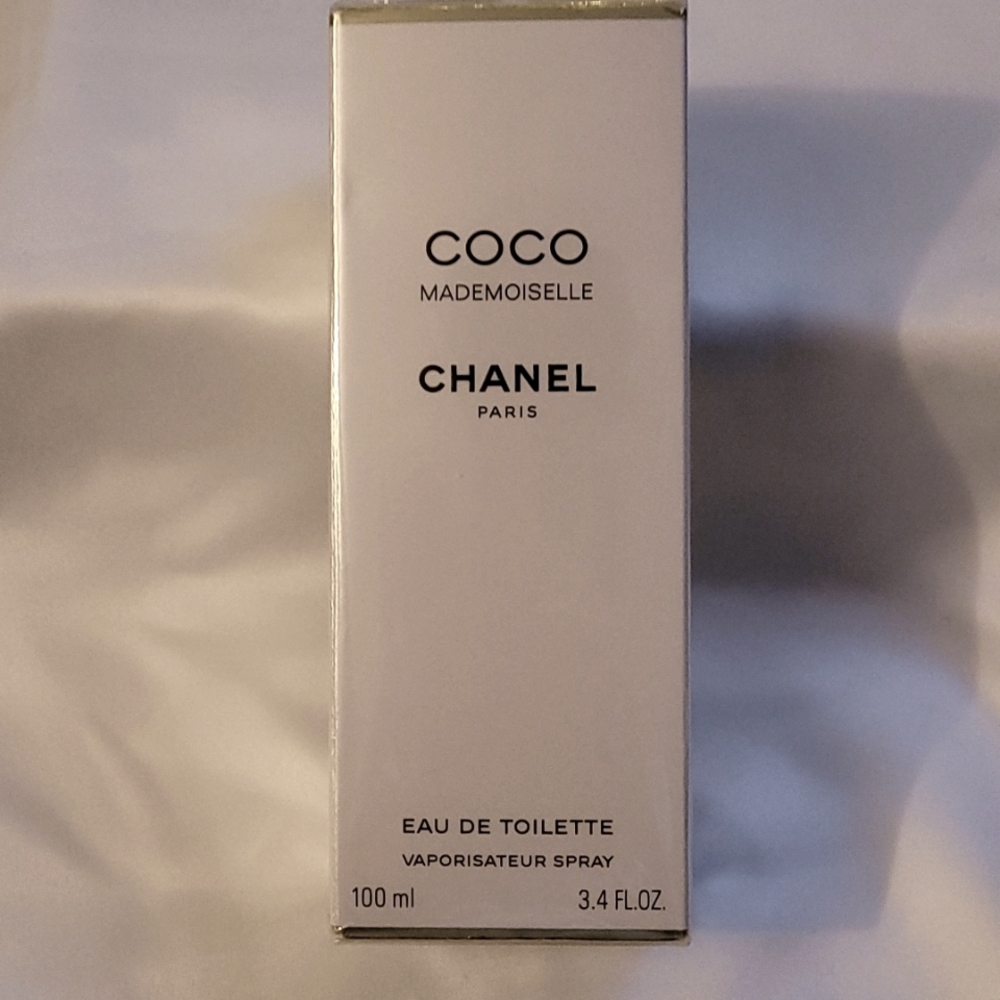 COCO
MADEMOISELLE
CHANEL
PARIS
EAU DE TOILETTE
VAPORISATEUR SPRAY
100 ml 3.4 FL.OZ.